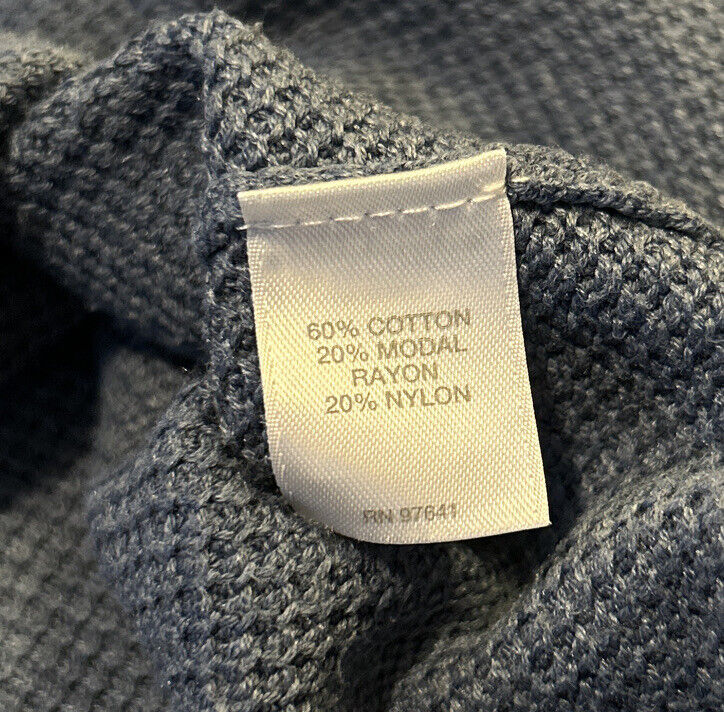 60% COTTON
20% MODAL
RAYON
20% NYLON
RN 97641